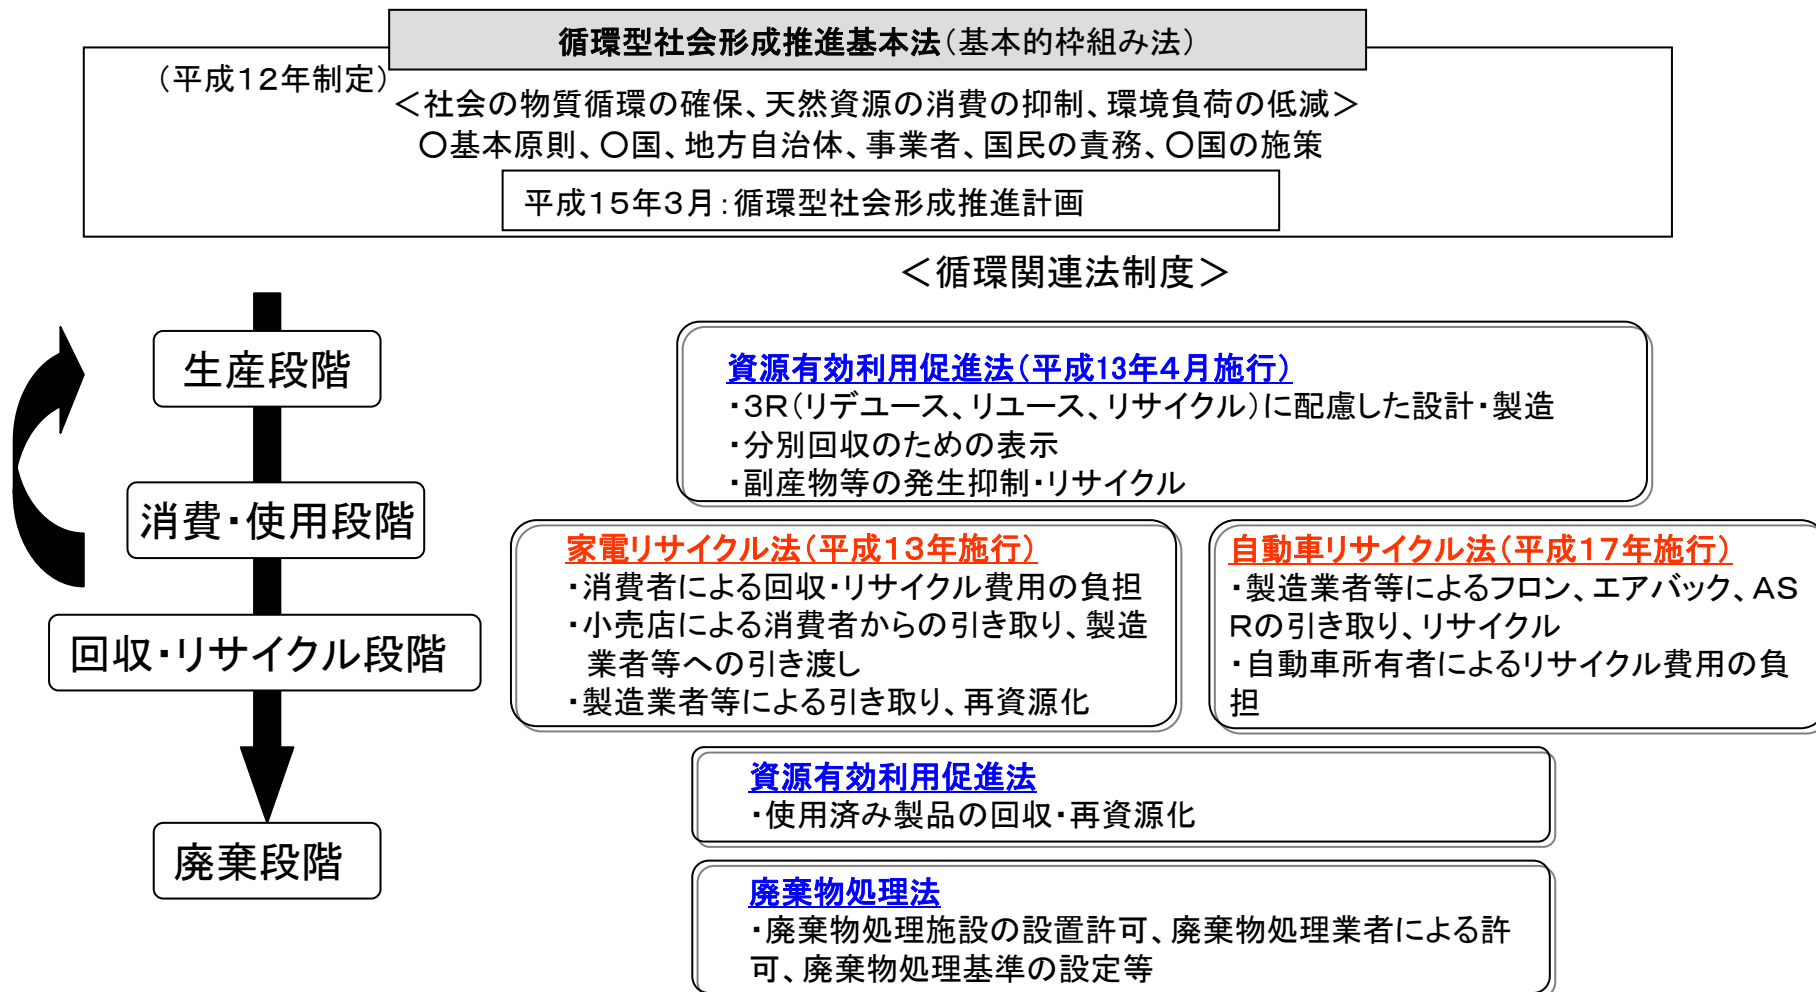 循環型社会形成推進基本法(基本的枠組み法)
(平成12年制定)
＜社会の物質循環の確保、天然資源の消費の抑制、環境負荷の低減＞
〇基本原則、〇国、地方自治体、事業者、国民の責務、〇国の施策
平成15年3月:循環型社会形成推進計画
＜循環関連法制度＞
生産段階
消費・使用段階
回収・リサイクル段階
廃棄段階
資源有効利用促進法(平成13年4月施行)
・3R(リデユース、リユース、リサイクル)に配慮した設計・製造
・分別回収のための表示
・副産物等の発生抑制・リサイクル
家電リサイクル法(平成13年施行)
・消費者による回収・リサイクル費用の負担
・小売店による消費者からの引き取り、製造
業者等への引き渡し
・製造業者等による引き取り、再資源化
自動車リサイクル法(平成17年施行)
・製造業者等によるフロン、エアバック、AS
Rの引き取り、リサイクル
・自動車所有者によるリサイクル費用の負
担
資源有効利用促進法
・使用済み製品の回収・再資源化
廃棄物処理法
・廃棄物処理施設の設置許可、廃棄物処理業者による許
可、廃棄物処理基準の設定等